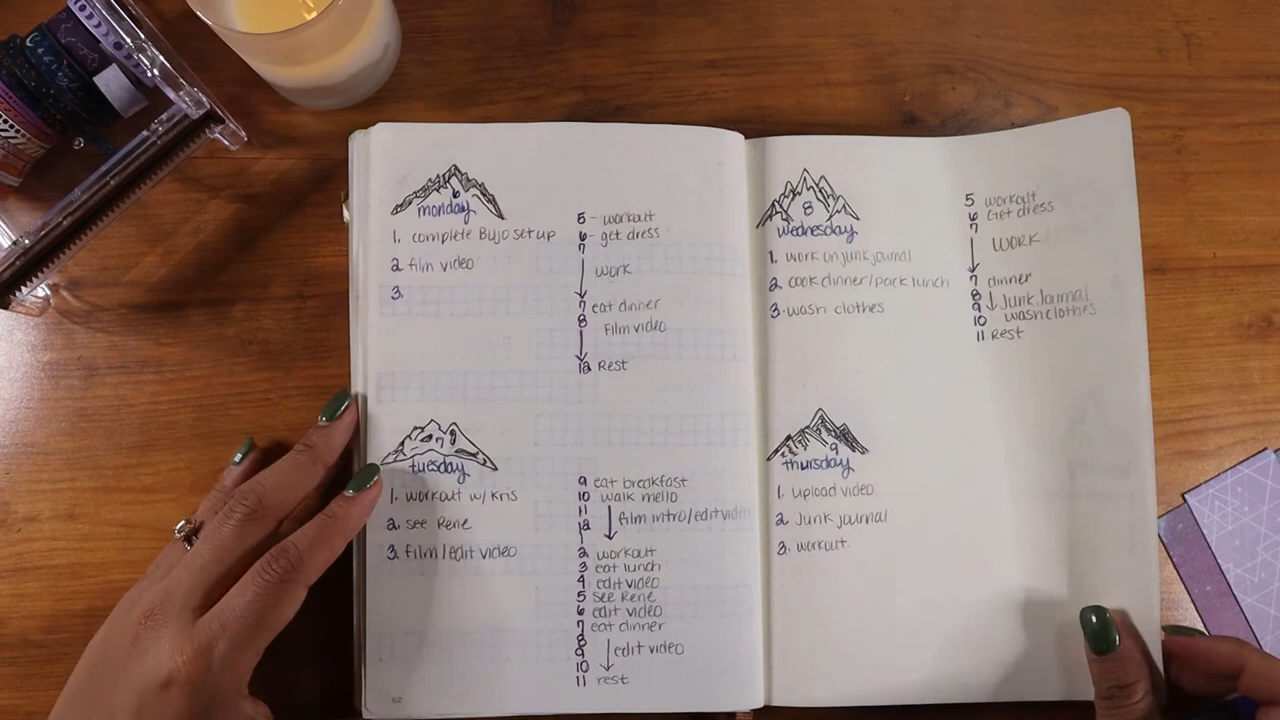 6
monday
1. complete BUJO setup
2 film video
3.
5 - workout
6 - get dress
7
work
7 eat dinner
8
Film video
12 Rest
7
tuesday
1. workout w/ Kris
2. see Rene
3. film/edit video
9 eat breakfast
10 walk mello
11
12
film intro/edit video
2 workout
3 eat lunch
4 edit video
5 see Rene
6 edit video
7 eat dinner
8
9
edit video
10
11 rest
62
8
wednesday
1. work on junk journal
2. cook dinner/pack lunch
3. wash clothes
5 workout
6 Get dress
7
WORK
7 dinner
8
9 Junk Journal
10 wash clothes
11 Rest
9
thursday
1. upload video
2. Junk journal
3. workout.